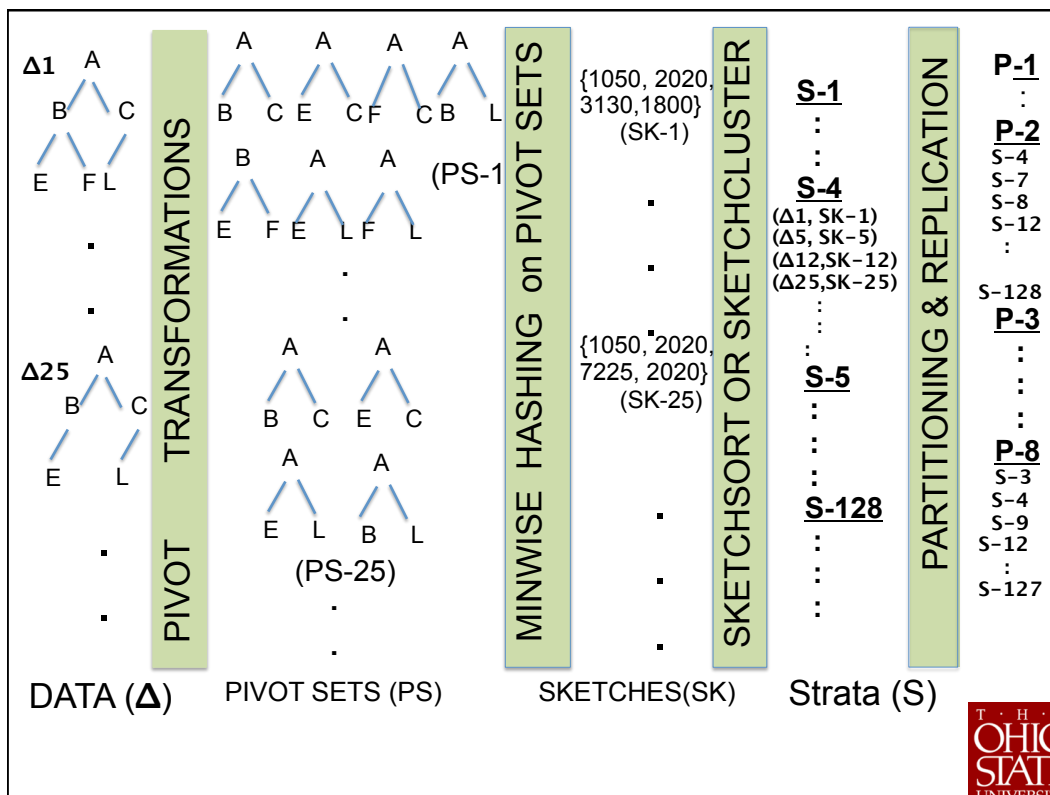 Δ1
A
B C
E F L
Δ25
A
B C
E L
DATA (Δ)
PIVOT TRANSFORMATIONS
A A A A
B C E C F C B L
(PS-1
B A A
E F E L F L
A A
B C E C
A A
E L B L
(PS-25)
PIVOT SETS (PS)
MINWISE HASHING on PIVOT SETS
{1050, 2020,
3130,1800}
(SK-1)
{1050, 2020,
7225, 2020}
(SK-25)
SKETCHES(SK)
SKETCHSORT OR SKETCHCLUSTER
S-1
:
:
S-4
(Δ1, SK-1)
(Δ5, SK-5)
(Δ12,SK-12)
(Δ25,SK-25)
:
:
:
S-5
:
:
:
:
S-128
:
:
:
Strata (S)
PARTITIONING & REPLICATION
P-1
:
P-2
S-4
S-7
S-8
S-12
:
S-128
P-3
:
:
:
P-8
S-3
S-4
S-9
S-12
:
S-127
T · H ·
OHIO
STATE